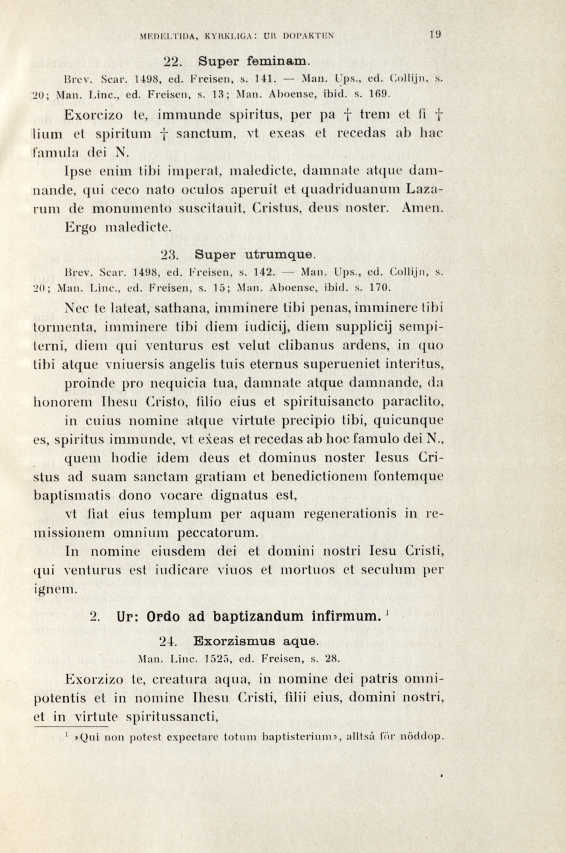 MEDELTIDA, KYRKLIGA: UR DOPAKTEN 19
22. Super feminam.
Brev. Scar. 1498, ed. Freisen, s. 141. — Man. Ups., ed. Collijn, s.
20; Man. Linc., ed. Freisen, s. 13; Man. Aboense, ibid. s. 169.
Exorcizo te, immunde spiritus, per pa † trem et fi †
lium et spiritum † sanctum, vt exeas et recedas ab hac
famula dei N.
Ipse enim tibi imperat, maledicte, damnate atque dam-
nande, qui ceco nato oculos aperuit et quadriduanum Laza-
rum de monumento suscitauit, Cristus, deus noster. Amen.
Ergo maledicte.
23. Super utrumque.
Brev. Scar. 1498, ed. Freisen, s. 142. — Man. Ups., ed. Collijn, s.
20; Man. Linc., ed. Freisen, s. 15; Man. Aboense, ibid. s. 170.
Nec te lateat, sathana, imminere tibi penas, imminere tibi
tormenta, imminere tibi diem iudicij, diem supplicij sempi-
terni, diem qui venturus est velut clibanus ardens, in quo
tibi atque vniuersis angelis tuis eternus superueniet interitus,
proinde pro nequicia tua, damnate atque damnande, da
honorem Ihesu Cristo, filio eius et spirituisancto paraclito,
in cuius nomine atque virtute precipio tibi, quicunque
es, spiritus immunde, vt exeas et recedas ab hoc famulo dei N.,
quem hodie idem deus et dominus noster Iesus Cri-
stus ad suam sanctam gratiam et benedictionem fontemque
baptismatis dono vocare dignatus est,
vt fiat eius templum per aquam regenerationis in re-
missionem omnium peccatorum.
In nomine eiusdem dei et domini nostri Iesu Cristi,
qui venturus est iudicare viuos et mortuos et seculum per
ignem.
2. Ur: Ordo ad baptizandum infirmum. ¹
24. Exorzismus aque.
Man. Linc. 1525, ed. Freisen, s. 28.
Exorzizo te, creatura aqua, in nomine dei patris omni-
potentis et in nomine Ihesu Cristi, filii eius, domini nostri,
et in virtute spiritussancti,
¹ »Qui non potest expectare totum baptisterium», alltså för nöddop.